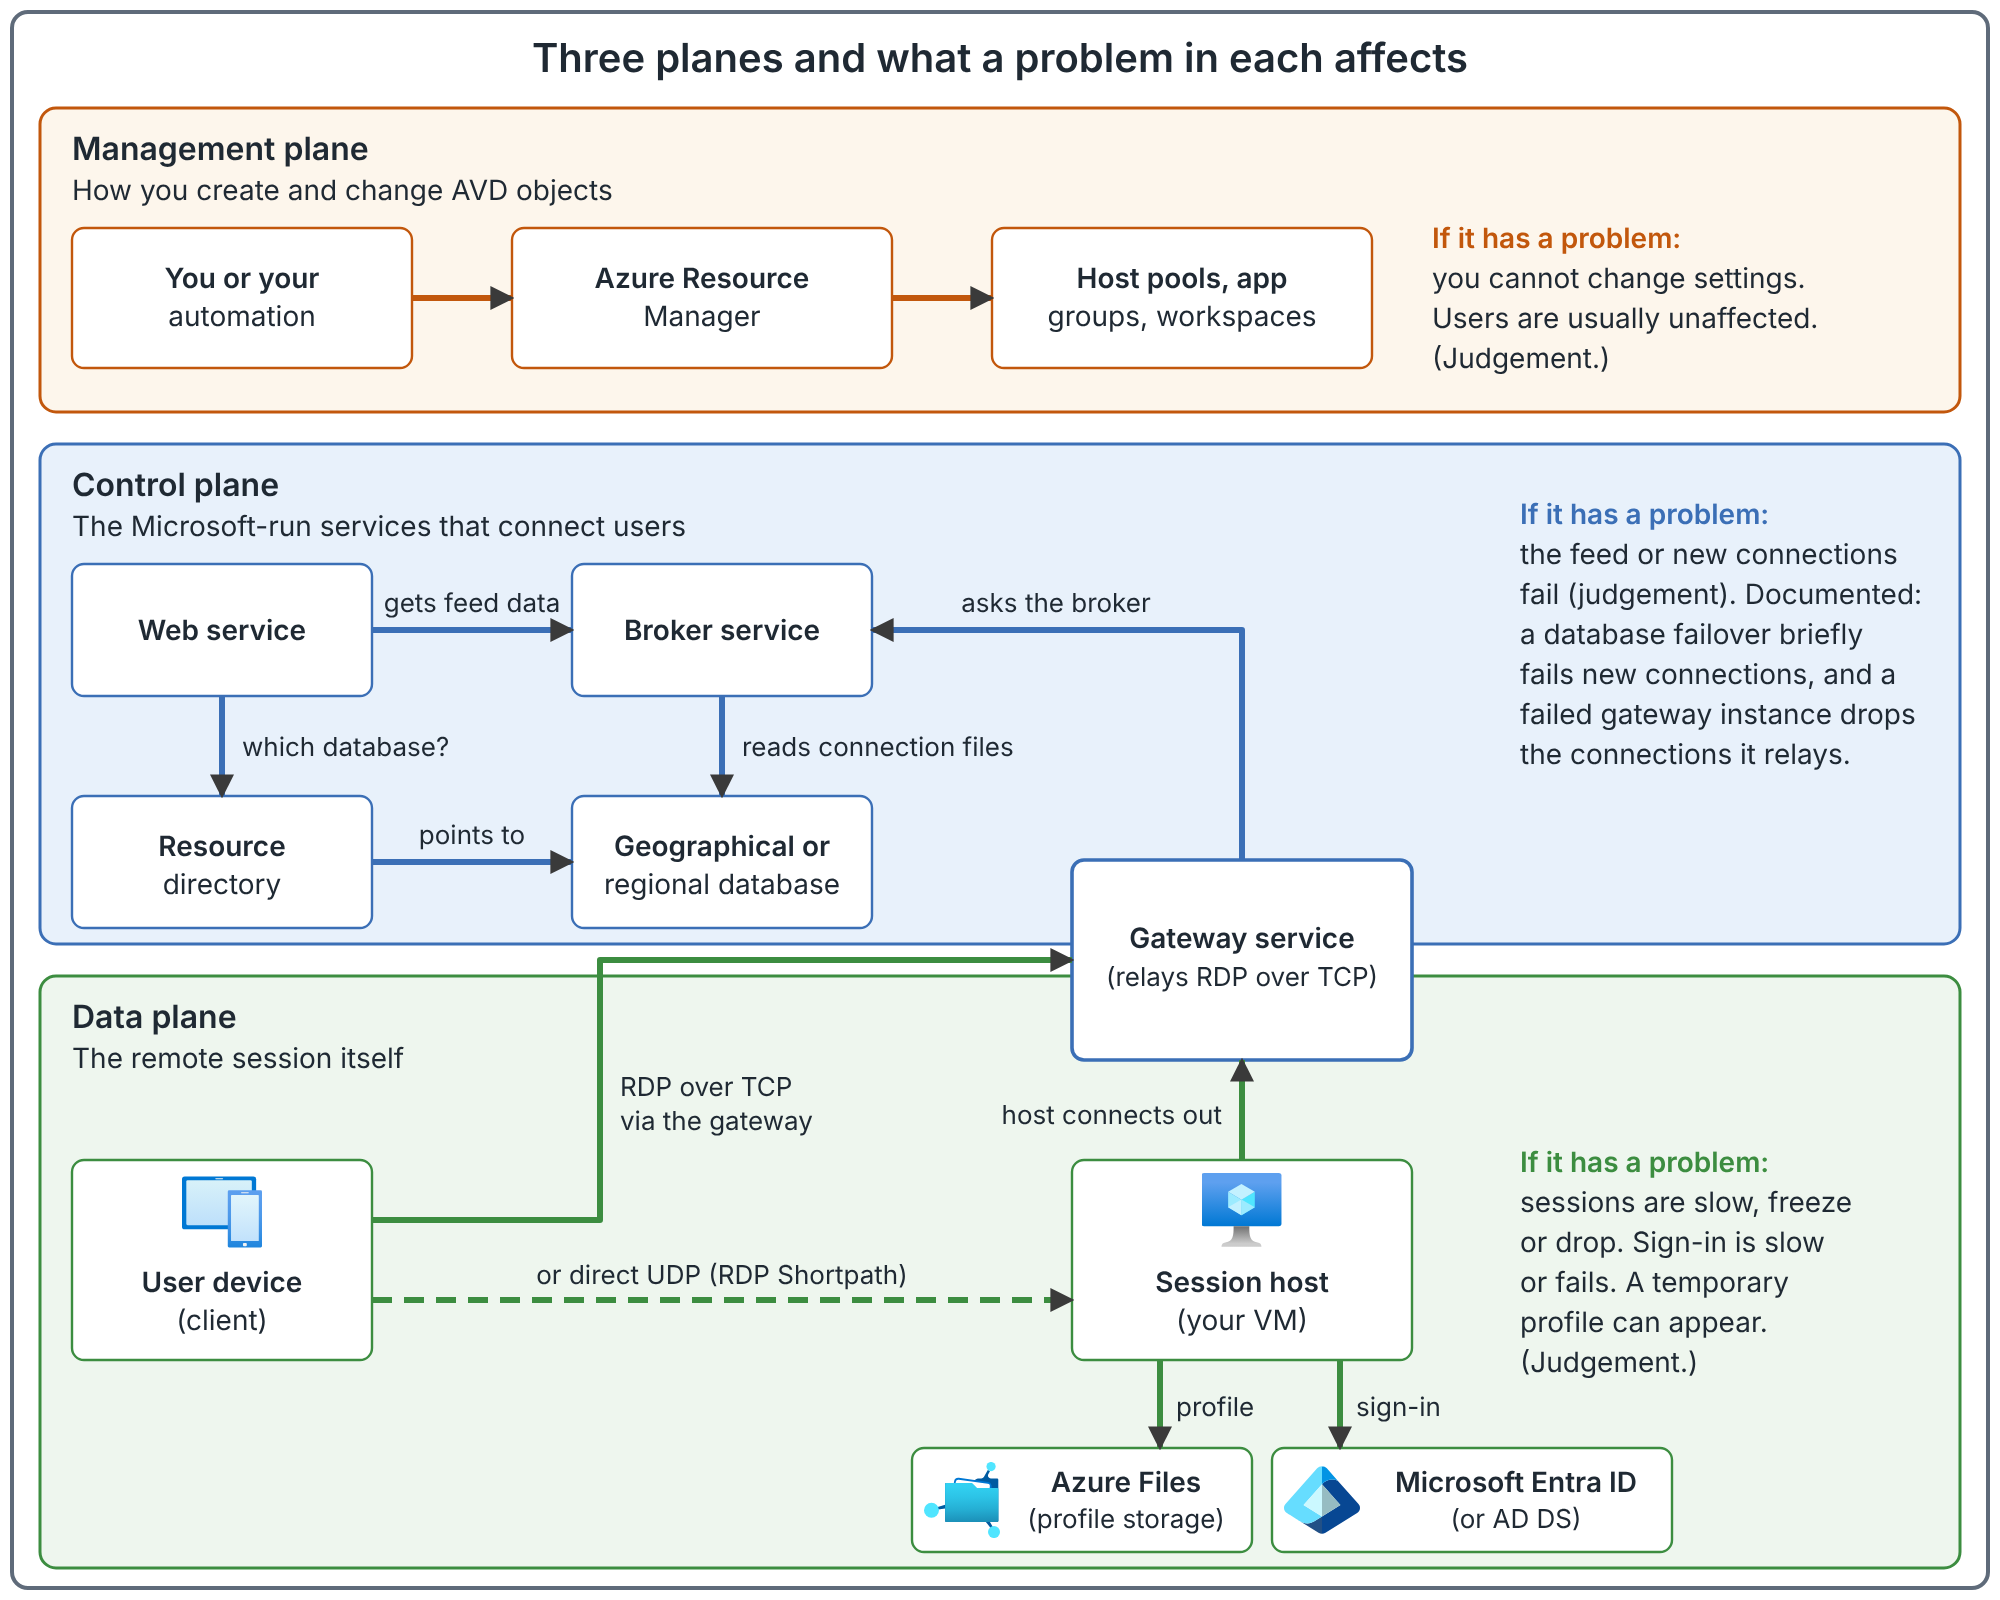 Three planes and what a problem in each affects
Management plane
How you create and change AVD objects
You or your
automation
Azure Resource
Manager
Host pools, app
groups, workspaces
If it has a problem:
you cannot change settings.
Users are usually unaffected.
(Judgement.)
Control plane
The Microsoft-run services that connect users
Web service
gets feed data
Broker service
asks the broker
which database?
reads connection files
Resource
directory
points to
Geographical or
regional database
If it has a problem:
the feed or new connections
fail (judgement). Documented:
a database failover briefly
fails new connections, and a
failed gateway instance drops
the connections it relays.
Gateway service
(relays RDP over TCP)
Data plane
The remote session itself
RDP over TCP
via the gateway
host connects out
User device
(client)
or direct UDP (RDP Shortpath)
Session host
(your VM)
If it has a problem:
sessions are slow, freeze
or drop. Sign-in is slow
or fails. A temporary
profile can appear.
(Judgement.)
profile
sign-in
Azure Files
(profile storage)
Microsoft Entra ID
(or AD DS)